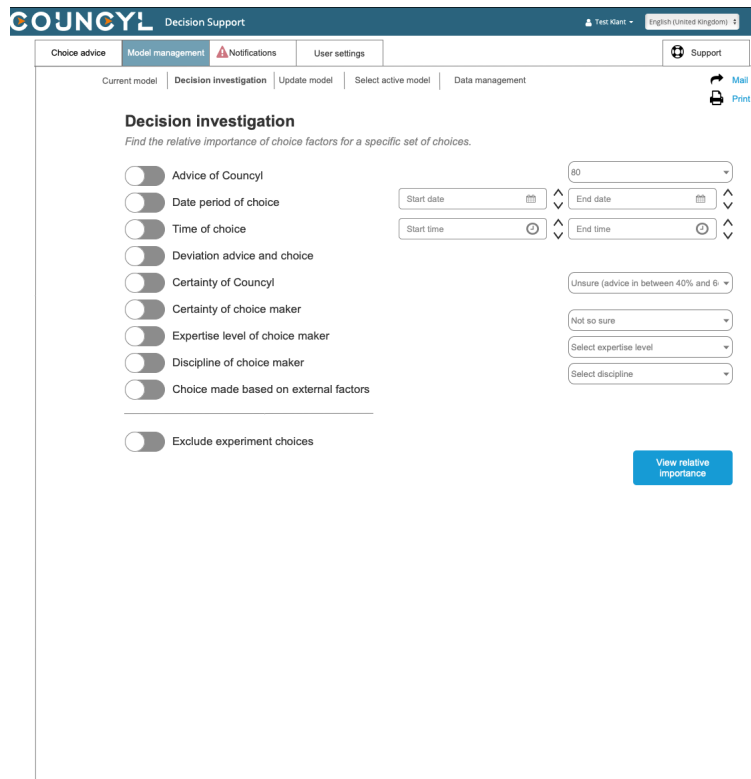 COUNCYL Decision Support
Test Klant
English (United Kingdom)
Choice advice
Model management
Notifications
User settings
Support
Current model
Decision investigation
Update model
Select active model
Data management
Mail
Print
Decision investigation
Find the relative importance of choice factors for a specific set of choices.
Advice of Councyl
80
Date period of choice
Start date
End date
Time of choice
Start time
End time
Deviation advice and choice
Certainty of Councyl
Unsure (advice in between 40% and 6
Certainty of choice maker
Not so sure
Expertise level of choice maker
Select expertise level
Discipline of choice maker
Select discipline
Choice made based on external factors
Exclude experiment choices
View relative
importance